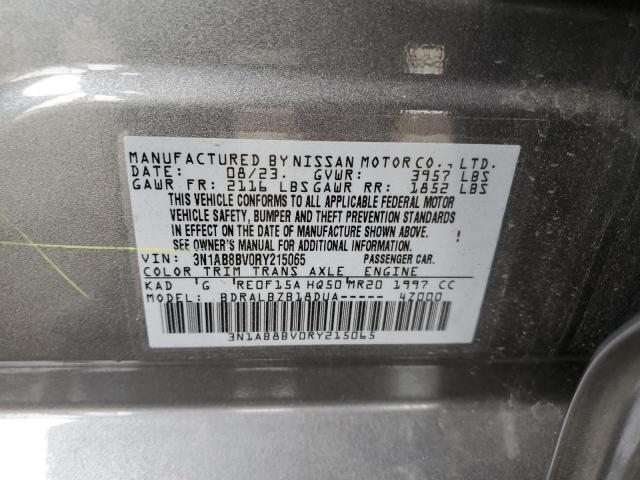 MANUFACTURED BY NISSAN MOTOR CO., LTD.
DATE: 08/23. GVWR: 3957 LBS
GAWR FR: 2116 LBS GAWR RR: 1852 LBS
THIS VEHICLE CONFORMS TO ALL APPLICABLE FEDERAL MOTOR
VEHICLE SAFETY, BUMPER AND THEFT PREVENTION STANDARDS
IN EFFECT ON THE DATE OF MANUFACTURE SHOWN ABOVE.
SEE OWNER'S MANUAL FOR ADDITIONAL INFORMATION.
VIN: 3N1AB8BV0RY215065 PASSENGER CAR.
COLOR TRIM TRANS AXLE ENGINE
KAD 'G 'RE0F15A HQ50'MR20 1997 CC
MODEL: BDRALBZB18DUA----- 4Z000
3N1AB8BV0RY215065